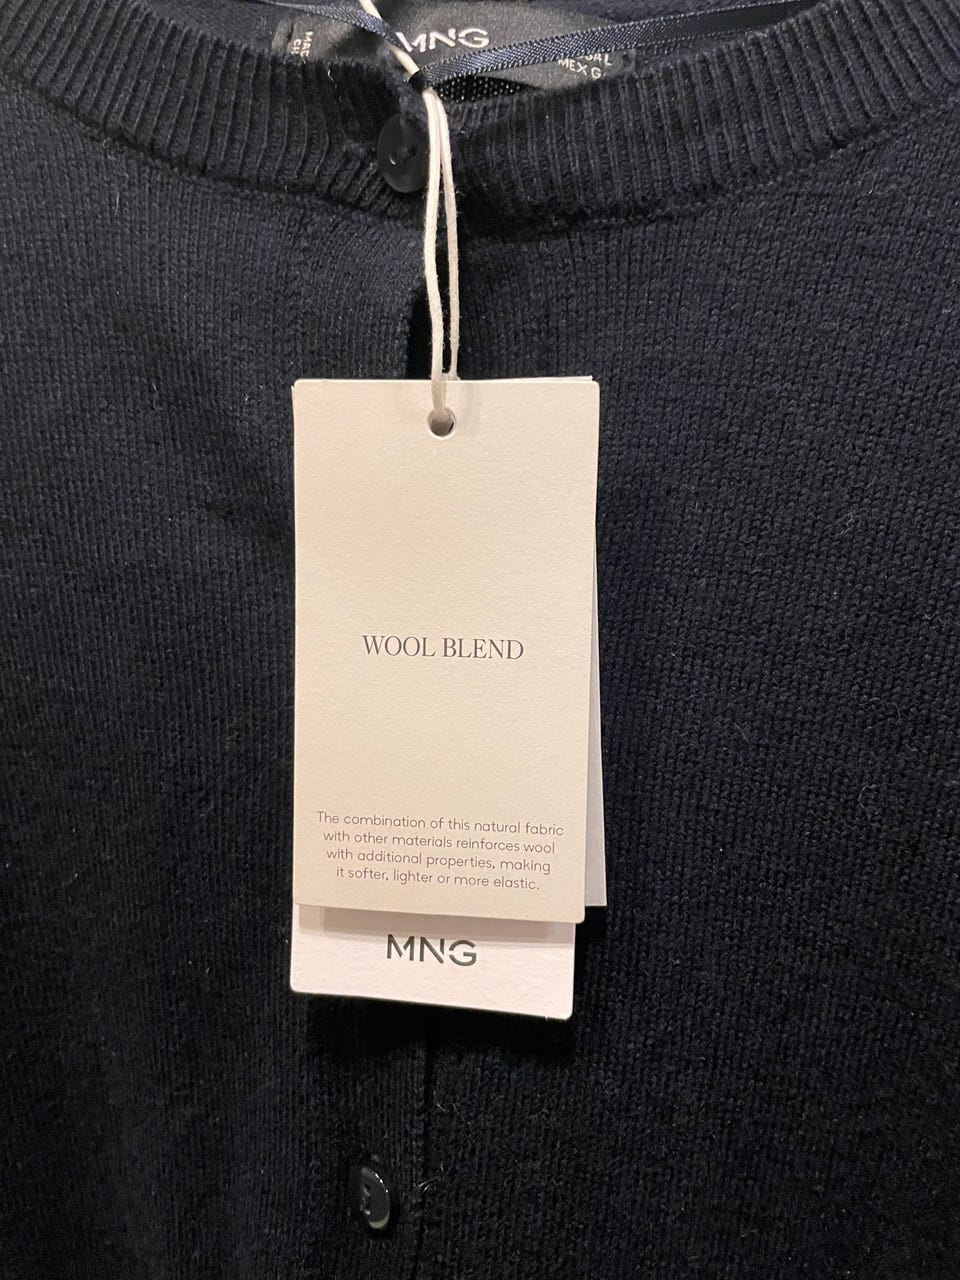 MNG
MEX G
WOOL BLEND
The combination of this natural fabric
with other materials reinforces wool
with additional properties, making
it softer, lighter or more elastic.
MNG